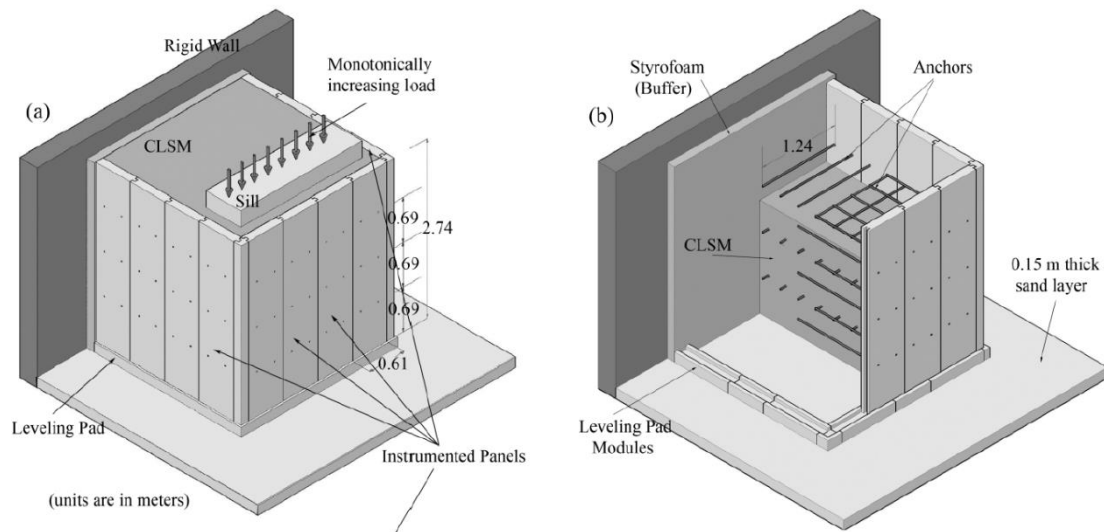 Rigid Wall
Monotonically
increasing load
(a)
CLSM
Sill
0.69
2.74
0.69
0.69
0.61
Leveling Pad
Instrumented Panels
(units are in meters)
Styrofoam
(Buffer)
Anchors
(b)
1.24
CLSM
0.15 m thick
sand layer
Leveling Pad
Modules